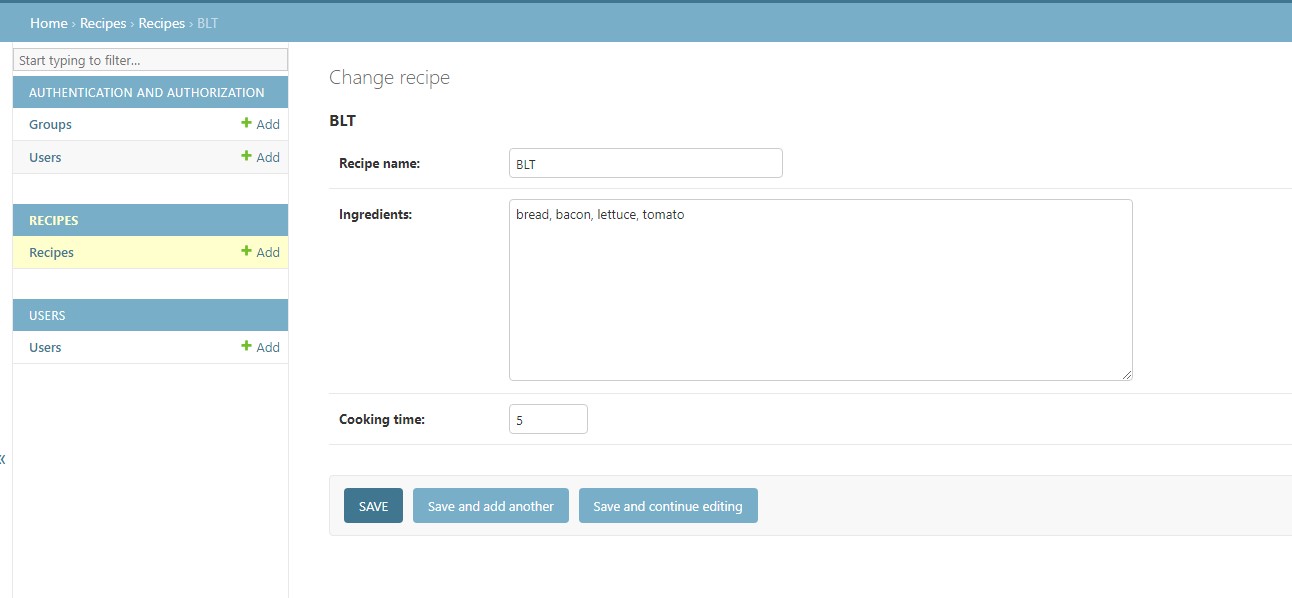 Home › Recipes › Recipes › BLT
Start typing to filter...
AUTHENTICATION AND AUTHORIZATION
Groups + Add
Users + Add
RECIPES
Recipes + Add
USERS
Users + Add
«
Change recipe
BLT
Recipe name: BLT
Ingredients: bread, bacon, lettuce, tomato
Cooking time: 5
SAVE Save and add another Save and continue editing